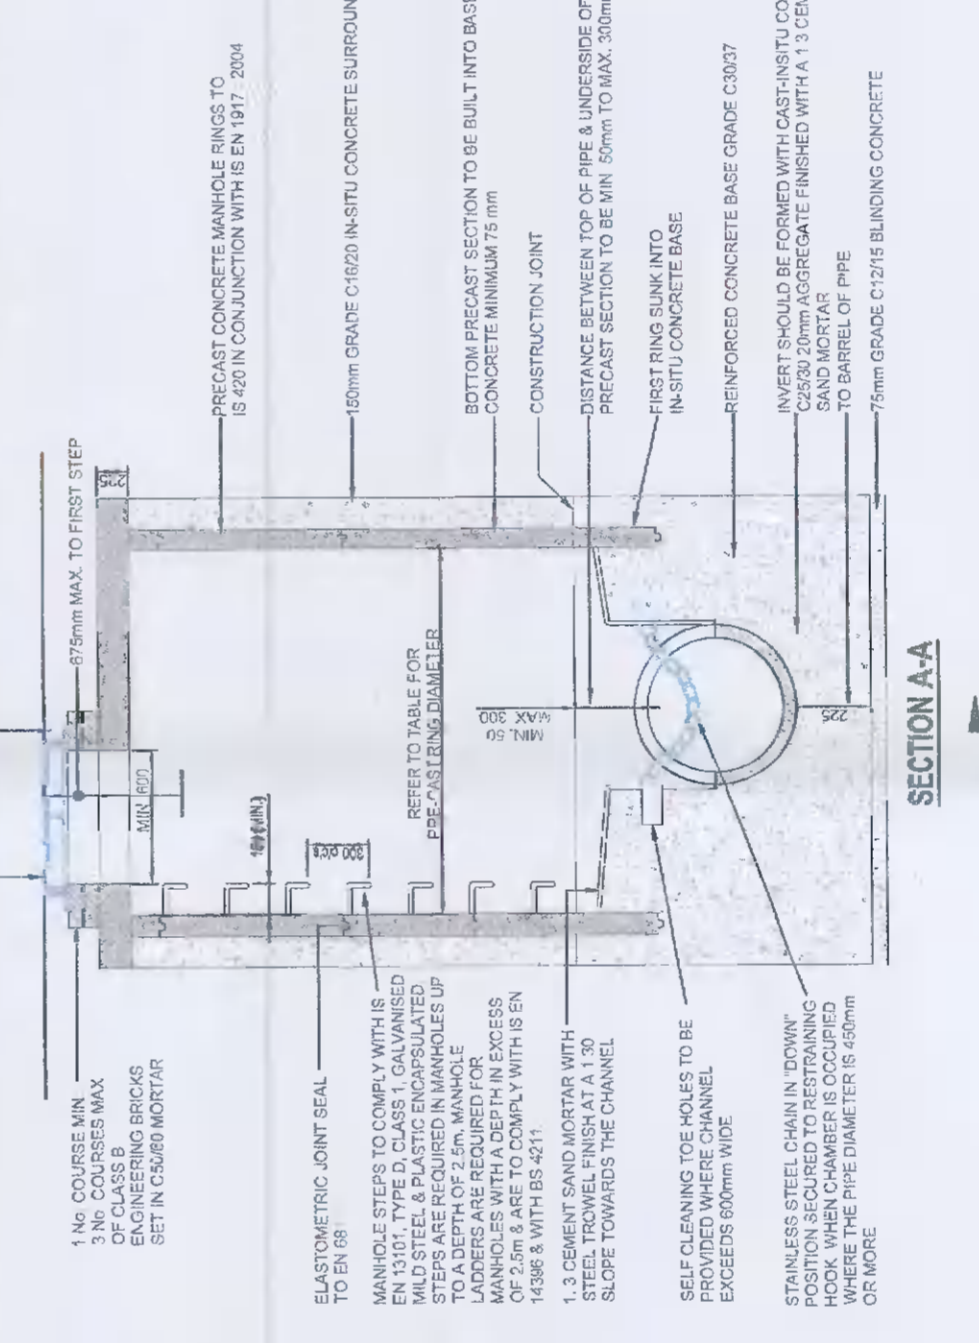 1 No. COURSE MIN
3 No COURSES MAX
OF CLASS B
ENGINEERING BRICKS
SET IN C50/60 MORTAR
ELASTOMETRIC JOINT SEAL
TO EN 681
MANHOLE STEPS TO COMPLY WITH IS
EN 13101, TYPE D, CLASS 1, GALVANISED
MILD STEEL & PLASTIC ENCAPSULATED
STEPS ARE REQUIRED IN MANHOLES UP
TO A DEPTH OF 2.5m, MANHOLE
LADDERS ARE REQUIRED FOR
MANHOLES WITH A DEPTH IN EXCESS
OF 2.5m & ARE TO COMPLY WITH IS EN
14396 & WITH BS 4211.
1. 3 CEMENT SAND MORTAR WITH
STEEL TROWEL FINISH AT A 1 30
SLOPE TOWARDS THE CHANNEL
SELF CLEANING TOE HOLES TO BE
PROVIDED WHERE CHANNEL
EXCEEDS 600mm WIDE
STAINLESS STEEL CHAIN IN "DOWN"
POSITION SECURED TO RESTRAINING
HOOK WHEN CHAMBER IS OCCUPIED
WHERE THE PIPE DIAMETER IS 450mm
OR MORE
MIN 600
300 c/c
REFER TO TABLE FOR
PRE-CAST RING DIAMETER
MIN. 50
MAX 300
225
225
675mm MAX. TO FIRST STEP
PRECAST CONCRETE MANHOLE RINGS TO
IS 420 IN CONJUNCTION WITH IS EN 1917 : 2004
150mm GRADE C16/20 IN-SITU CONCRETE
BOTTOM PRECAST SECTION TO BE BUILT INTO
CONCRETE MINIMUM 75 mm
CONSTRUCTION JOINT
DISTANCE BETWEEN TOP OF PIPE & UNDERSIDE OF
PRECAST SECTION TO BE MIN 50mm TO MAX. 300mm
FIRST RING SUNK INTO
IN-SITU CONCRETE BASE
REINFORCED CONCRETE BASE GRADE C30/37
INVERT SHOULD BE FORMED WITH CAST-INSITU
C25/30 20mm AGGREGATE FINISHED WITH A 1 3
SAND MORTAR
TO BARREL OF PIPE
75mm GRADE C12/15 BLINDING CONCRETE
SECTION A-A